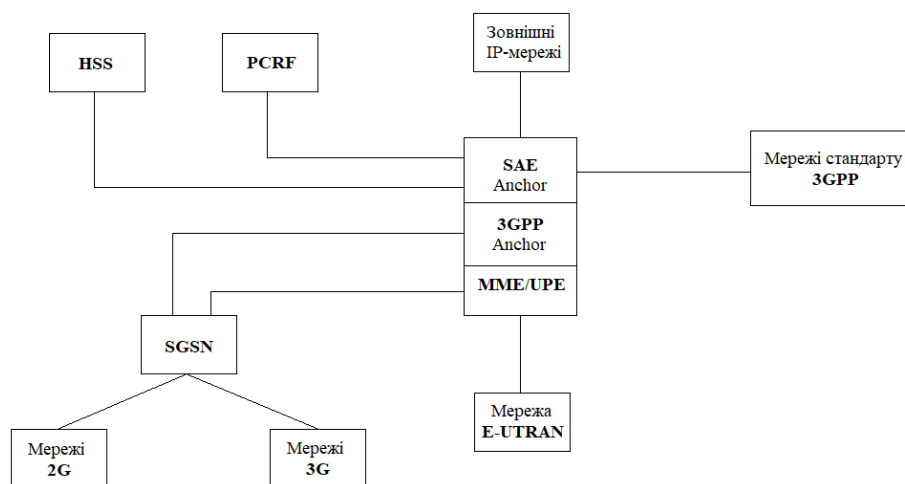 Зовнішні
IP-мережі
HSS
PCRF
SAE
Anchor
Мережі стандарту
3GPP
3GPP
Anchor
MME/UPE
SGSN
Мережа
E-UTRAN
Мережі
2G
Мережі
3G